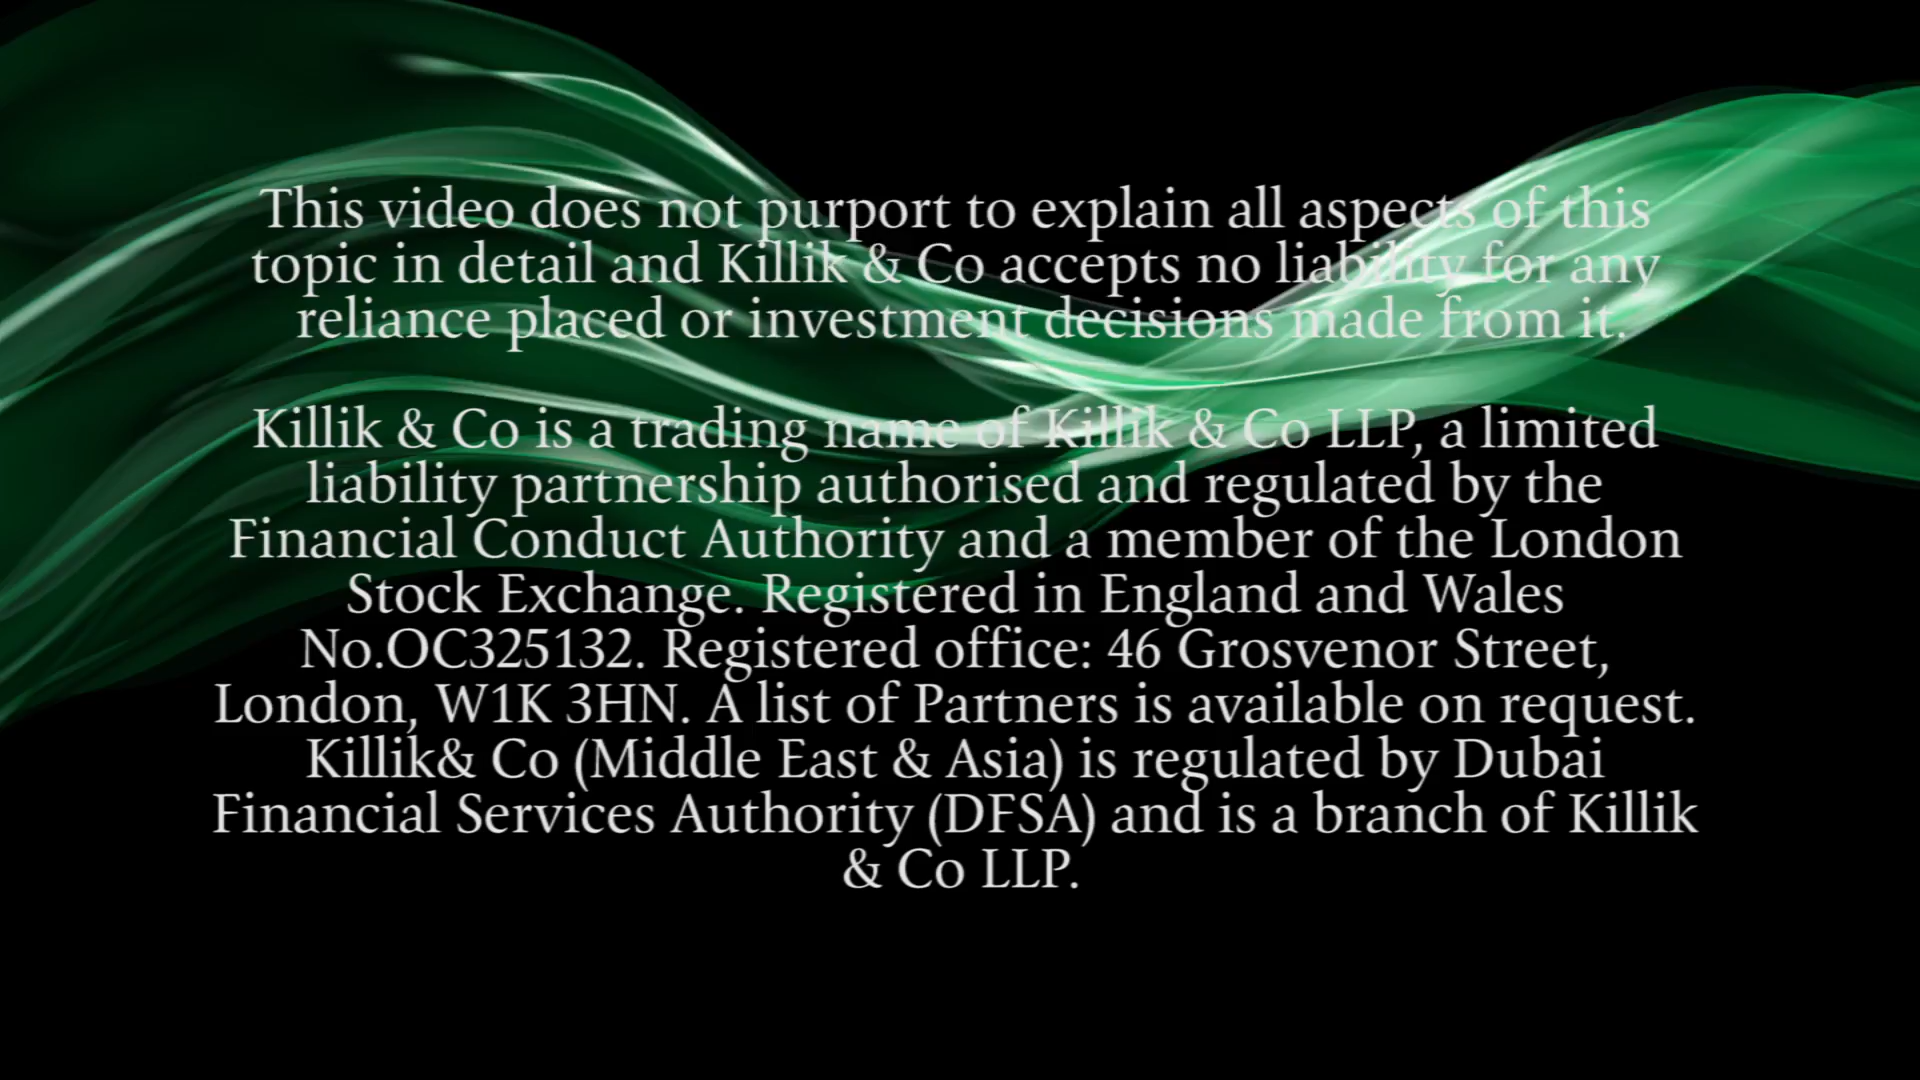 This video does not purport to explain all aspects of this
topic in detail and Killik & Co accepts no liability for any
reliance placed or investment decisions made from it.
Killik & Co is a trading name of Killik & Co LLP, a limited
liability partnership authorised and regulated by the
Financial Conduct Authority and a member of the London
Stock Exchange. Registered in England and Wales
No.OC325132. Registered office: 46 Grosvenor Street,
London, W1K 3HN. A list of Partners is available on request.
Killik& Co (Middle East & Asia) is regulated by Dubai
Financial Services Authority (DFSA) and is a branch of Killik
& Co LLP.